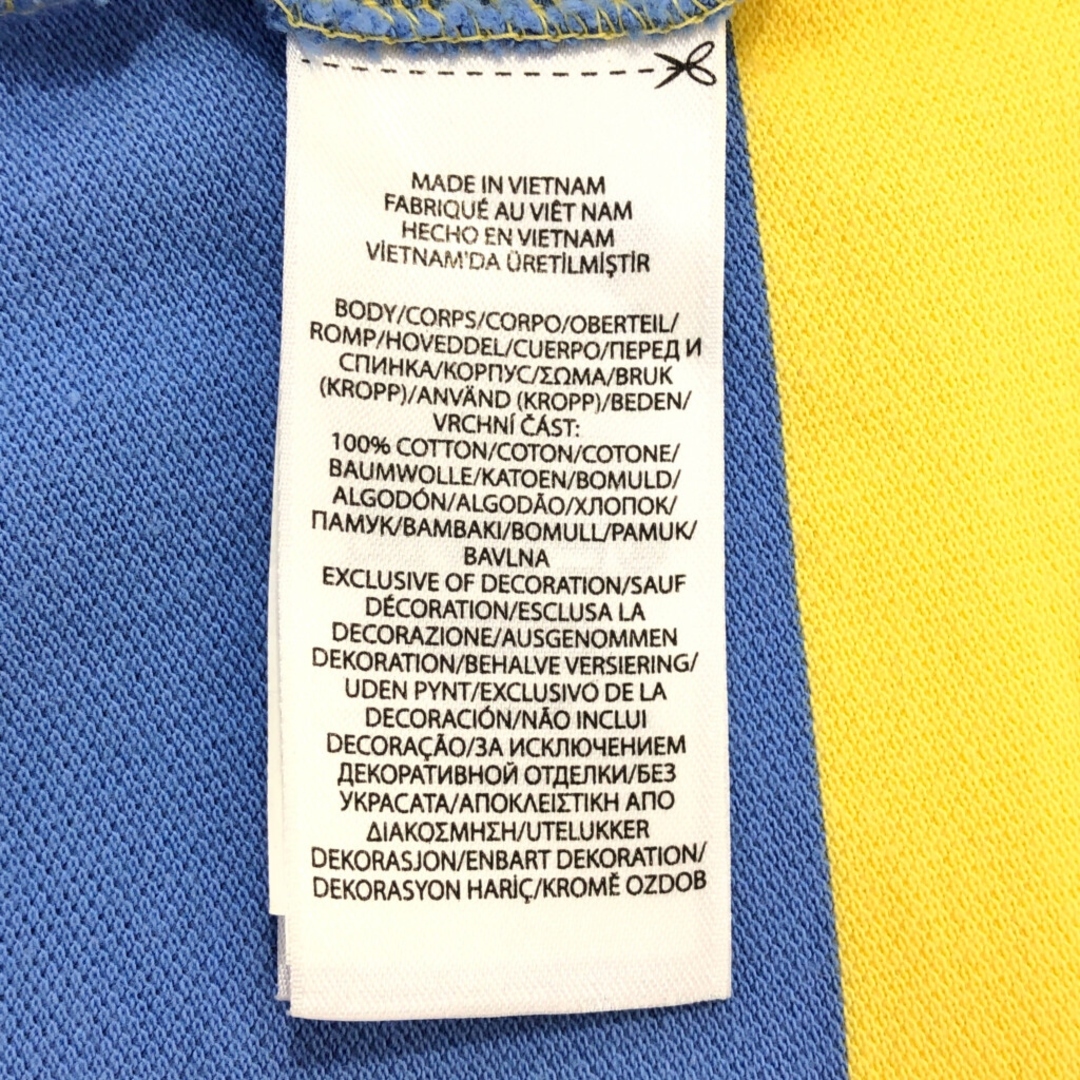 MADE IN VIETNAM
FABRIQUÉ AU VIÊT NAM
HECHO EN VIETNAM
VİETNAM'DA ÜRETİLMİŞTİR
BODY/CORPS/CORPO/OBERTEIL/
ROMP/HOVEDDEL/CUERPO/ПЕРЕД И
СПИНКА/КОРПУС/ΣΩΜΑ/BRUK
(KROPP)/ANVÄND (KROPP)/BEDEN/
VRCHNÍ ČÁST:
100% COTTON/COTON/COTONE/
BAUMWOLLE/KATOEN/BOMULD/
ALGODÓN/ALGODÃO/ХЛОПОК/
ПАМУК/ΒΑΜΒΑΚΙ/BOMULL/PAMUK/
BAVLNA
EXCLUSIVE OF DECORATION/SAUF
DÉCORATION/ESCLUSA LA
DECORAZIONE/AUSGENOMMEN
DEKORATION/BEHALVE VERSIERING/
UDEN PYNT/EXCLUSIVO DE LA
DECORACIÓN/NÃO INCLUI
DECORAÇÃO/ЗА ИСКЛЮЧЕНИЕМ
ДЕКОРАТИВНОЙ ОТДЕЛКИ/БЕЗ
УКРАСАТА/ΑΠΟΚΛΕΙΣΤΙΚΗ ΑΠΟ
ΔΙΑΚΟΣΜΗΣΗ/UTELUKKER
DEKORASJON/ENBART DEKORATION/
DEKORASYON HARİÇ/KROMĚ OZDOB